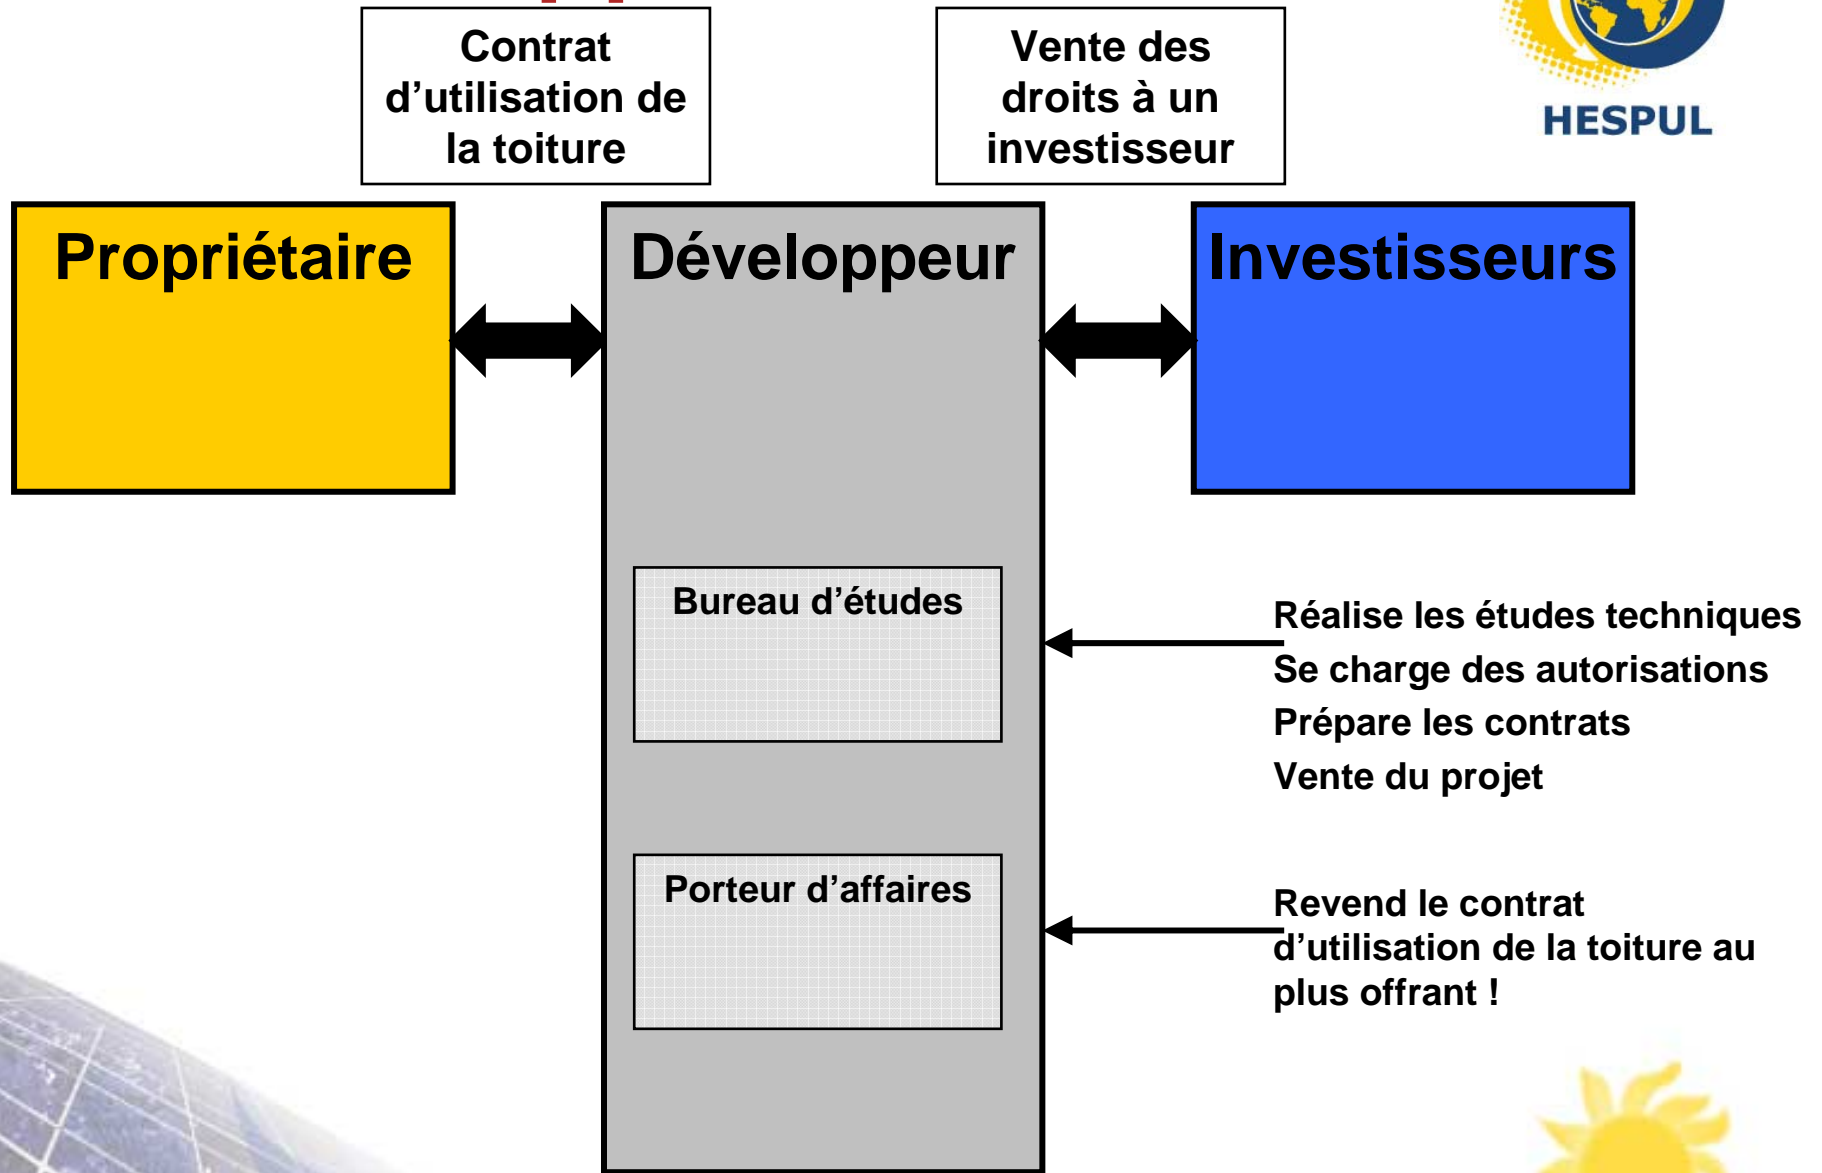 Contrat
d’utilisation de
la toiture
Vente des
droits à un
investisseur
HESPUL
Propriétaire
Développeur
Investisseurs
Bureau d’études
Réalise les études techniques
Se charge des autorisations
Prépare les contrats
Vente du projet
Porteur d’affaires
Revend le contrat
d’utilisation de la toiture au
plus offrant !